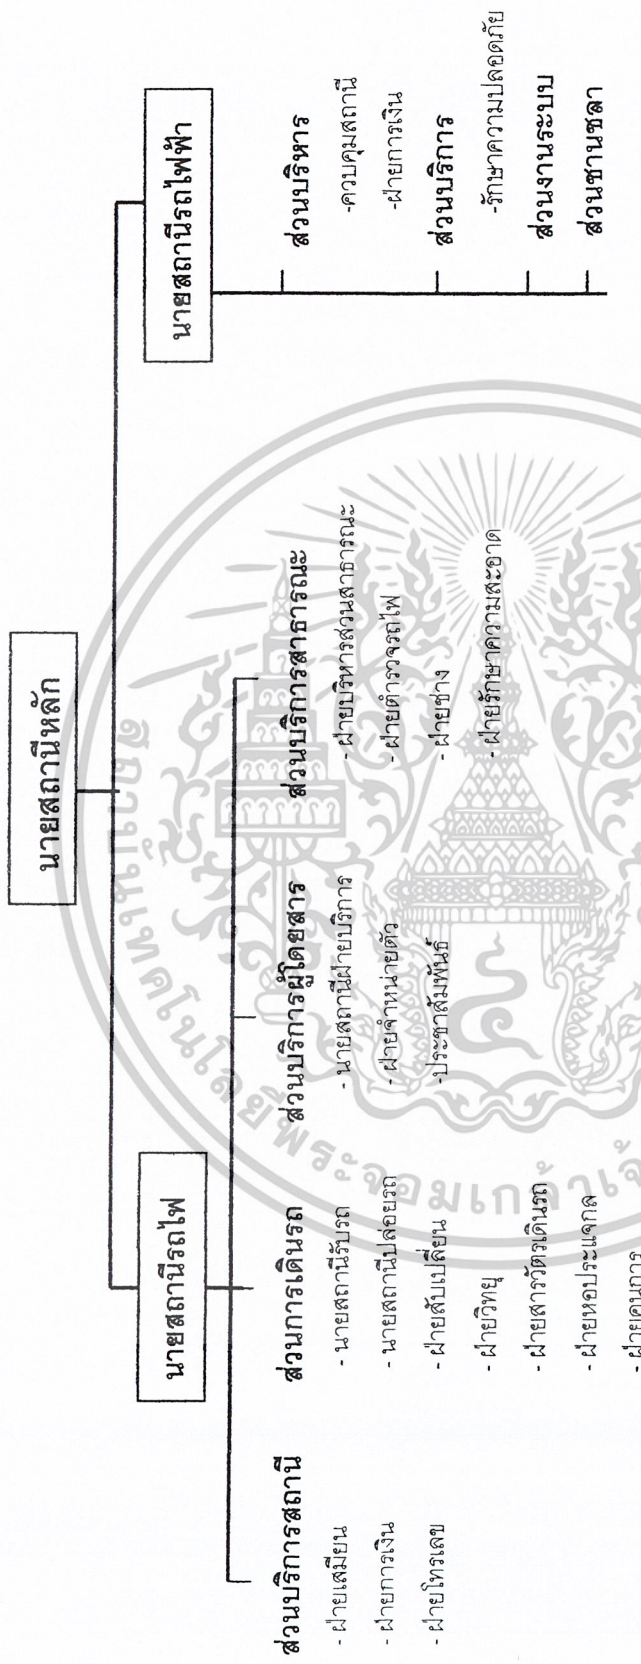 นายสถานีหลัก
นายสถานีรถไฟ
นายสถานีรถไฟฟ้า
ส่วนบริการสถานี
- ฝ่ายเสมียน
- ฝ่ายการเงิน
- ฝ่ายโทรเลข
ส่วนการเดินรถ
- นายสถานีรับรถ
- นายสถานีปล่อยรถ
- ฝ่ายสับเปลี่ยน
- ฝ่ายวิทยุ
- ฝ่ายสารวัตรเดินรถ
- ฝ่ายหอประแจกล
ส่วนบริการผู้โดยสาร
- นายสถานีฝ่ายบริการ
- ฝ่ายจำหน่ายตั๋ว
-ประชาสัมพันธ์
ส่วนบริการสาธารณะ
- ฝ่ายบริหารส่วนสาธารณะ
- ฝ่ายตำรวจรถไฟ
- ฝ่ายช่าง
- ฝ่ายรักษาความสะอาด
ส่วนบริหาร
-ควบคุมสถานี
-ฝ่ายการเงิน
ส่วนบริการ
-รักษาความปลอดภัย
ส่วนงานระบบ
ส่วนชานชลา